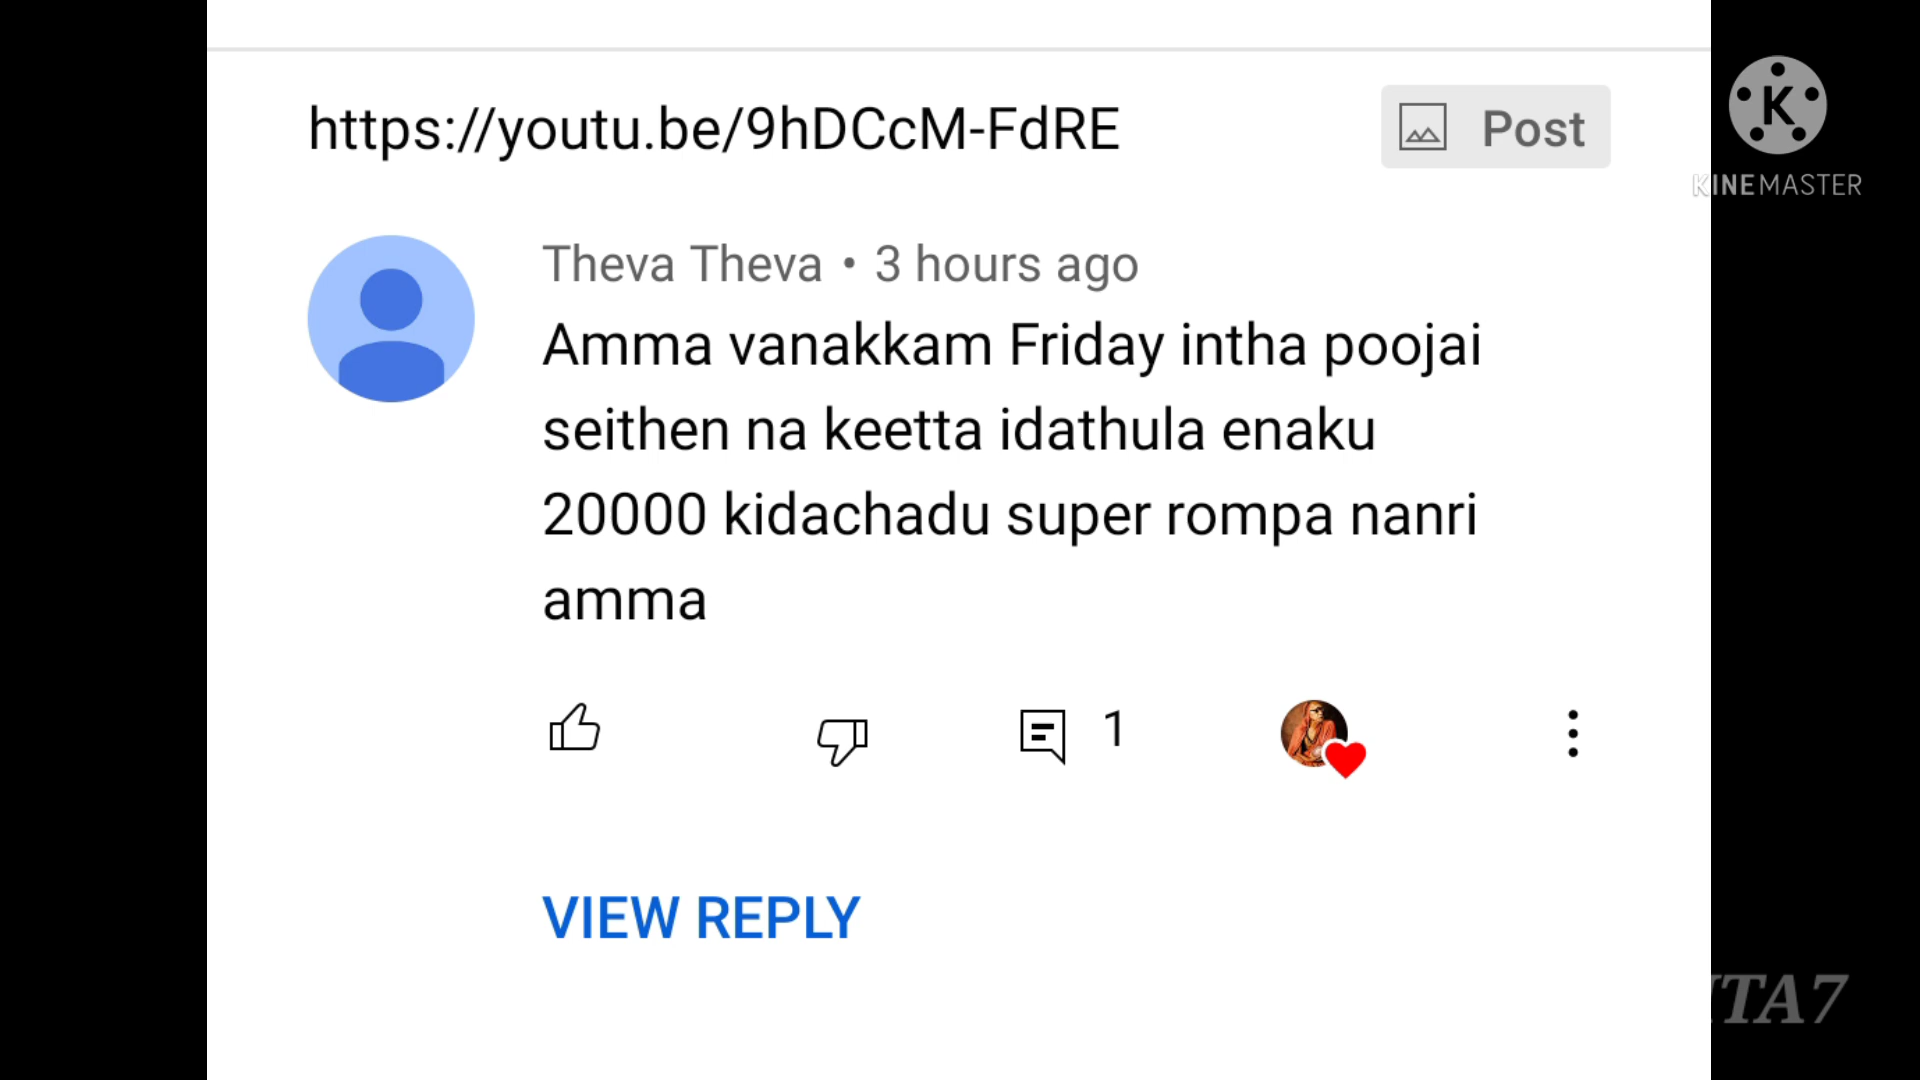 https://youtu.be/9hDCcM-FdRE
Post
K
KINEMASTER
Theva Theva • 3 hours ago
Amma vanakkam Friday intha poojai
seithen na keetta idathula enaku
20000 kidachadu super rompa nanri
amma
1
VIEW REPLY
TA7